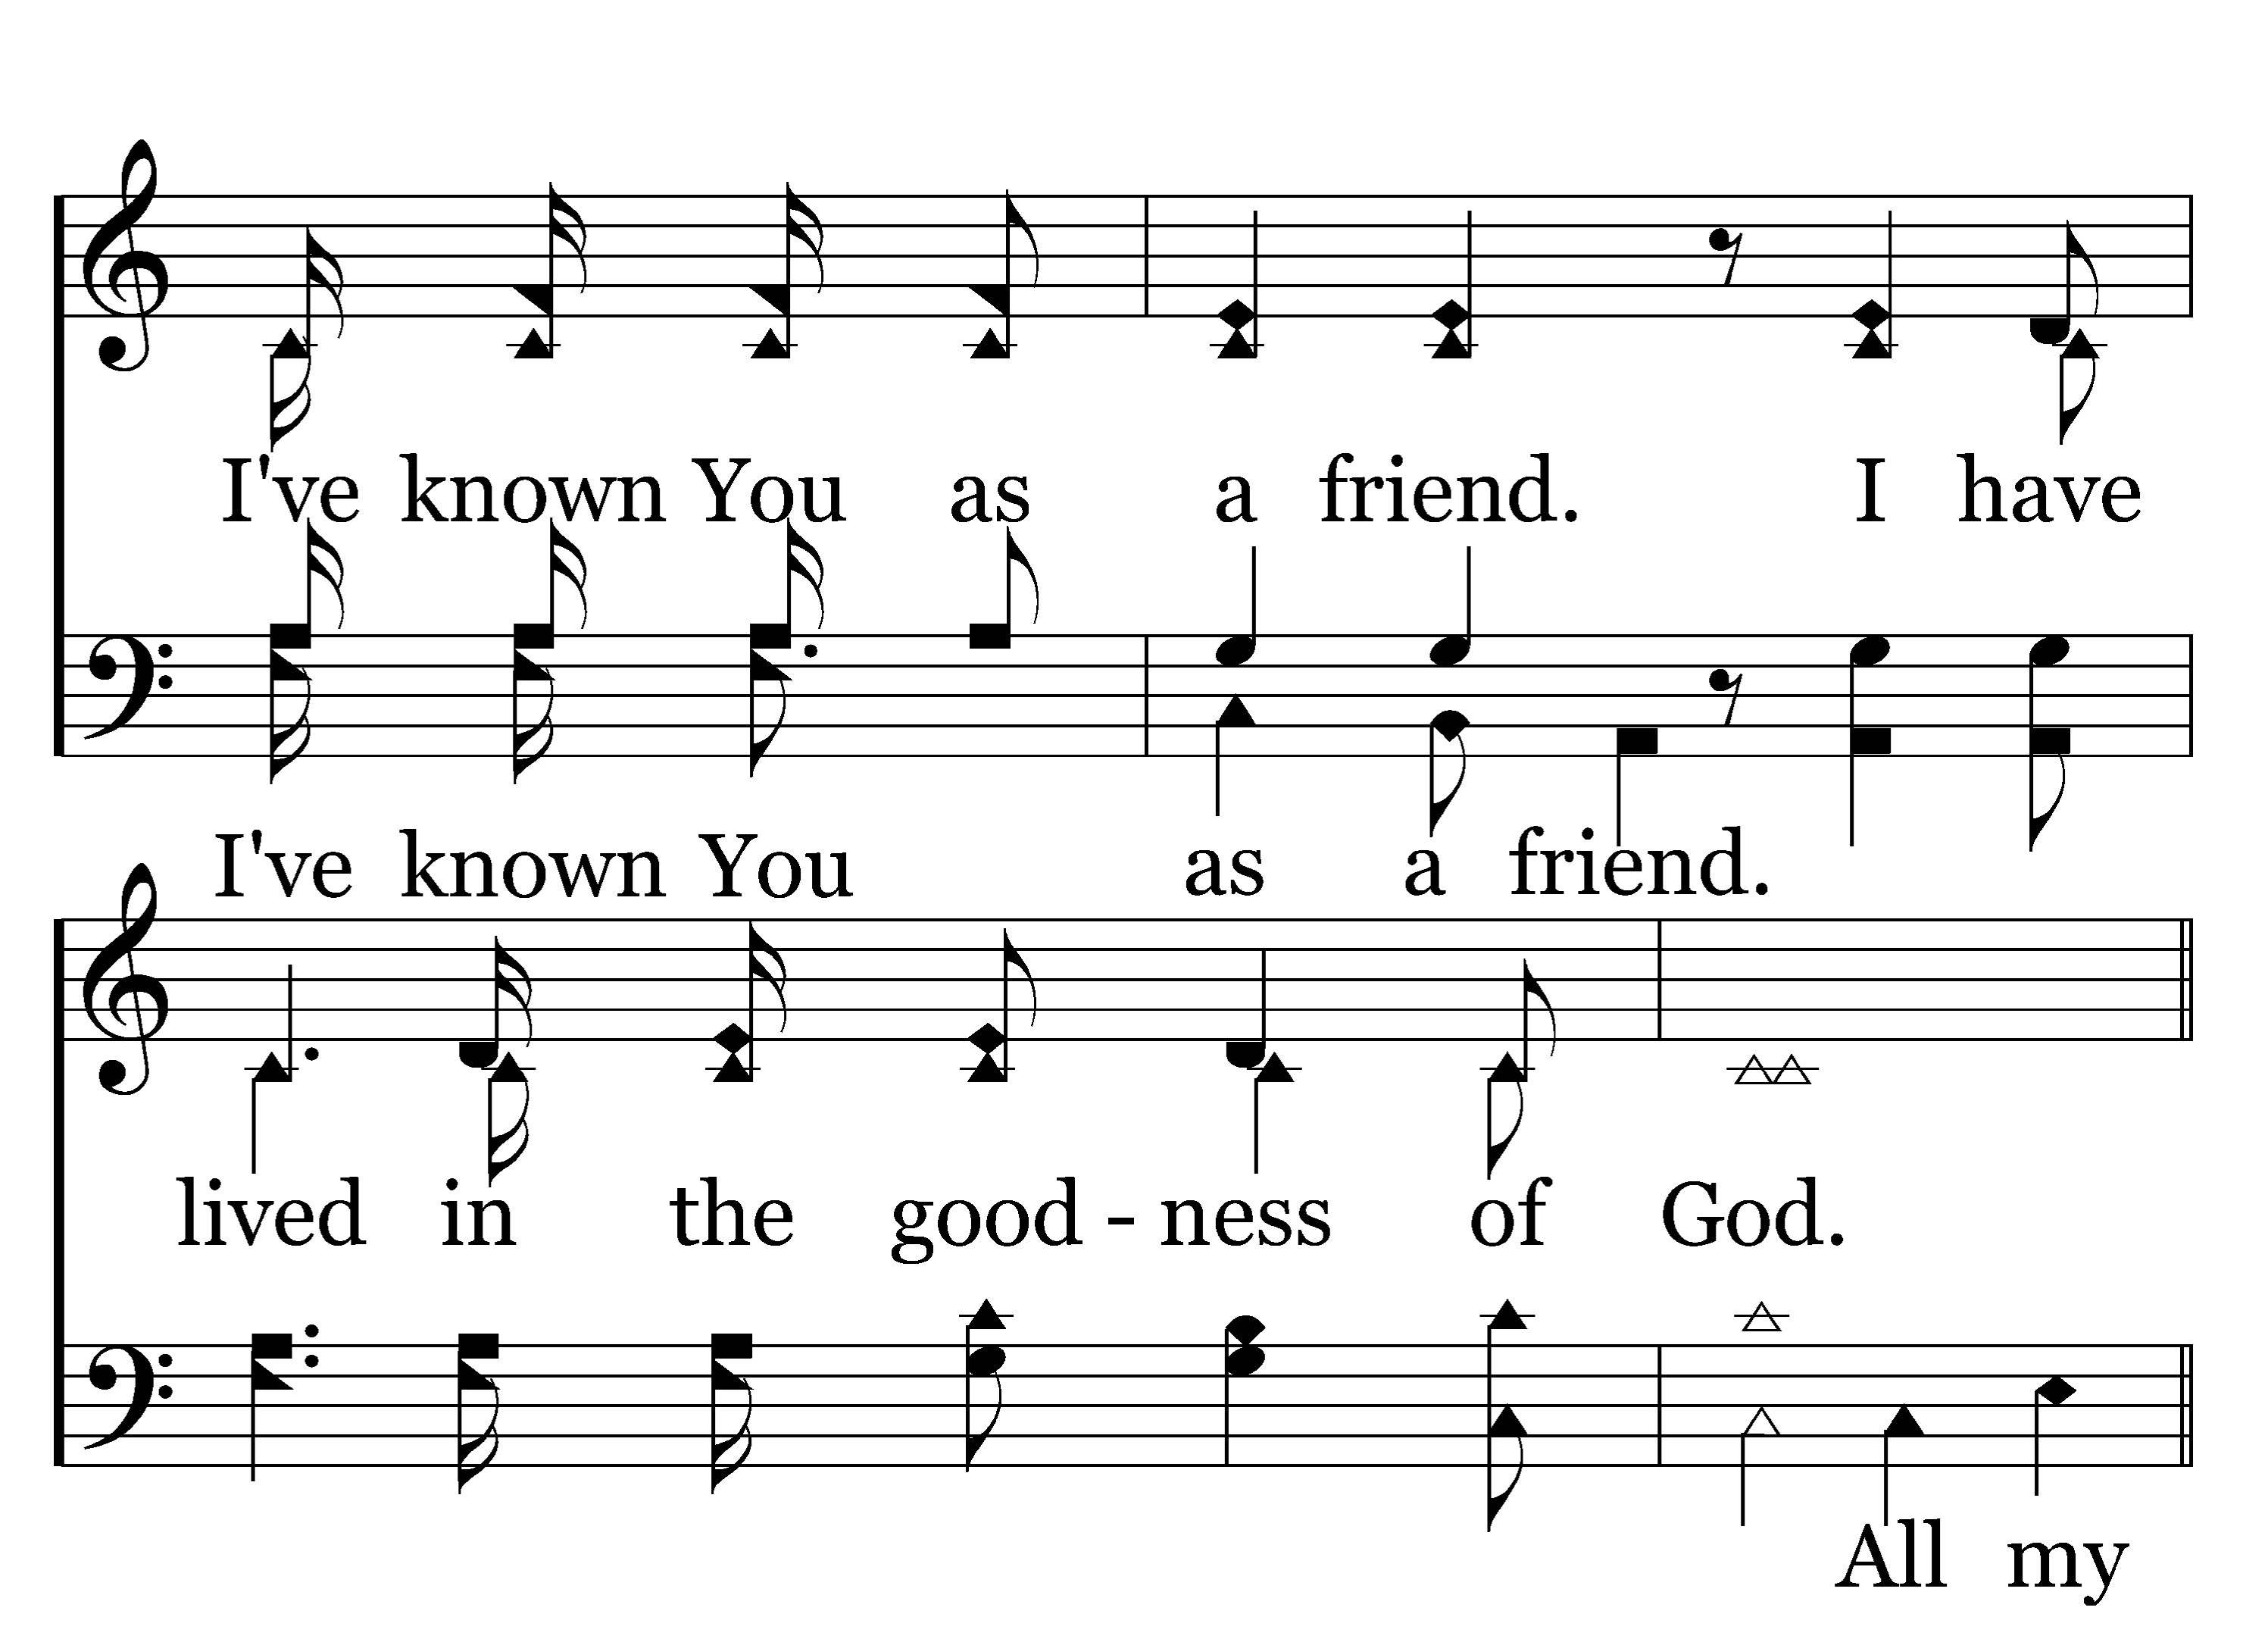 I've known You as a friend. I have
I've known You as a friend.
lived in the good - ness of God.
All my